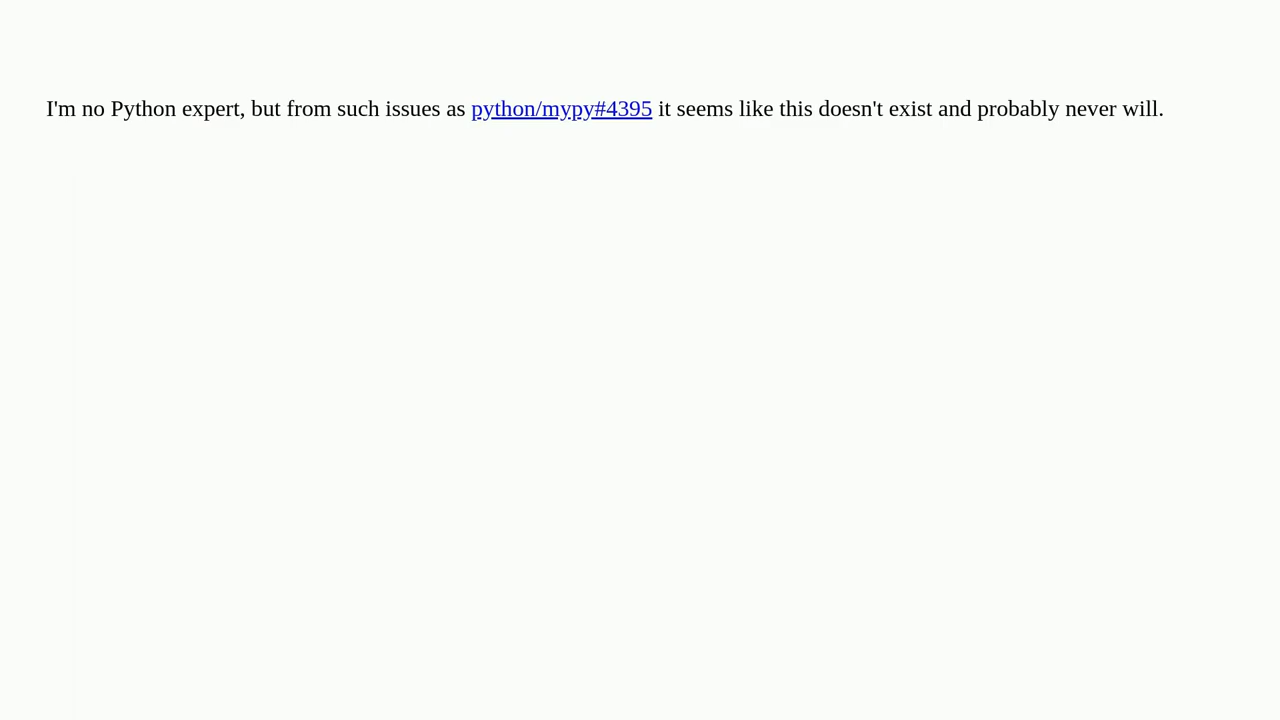 I'm no Python expert, but from such issues as python/mypy#4395 it seems like this doesn't exist and probably never will.